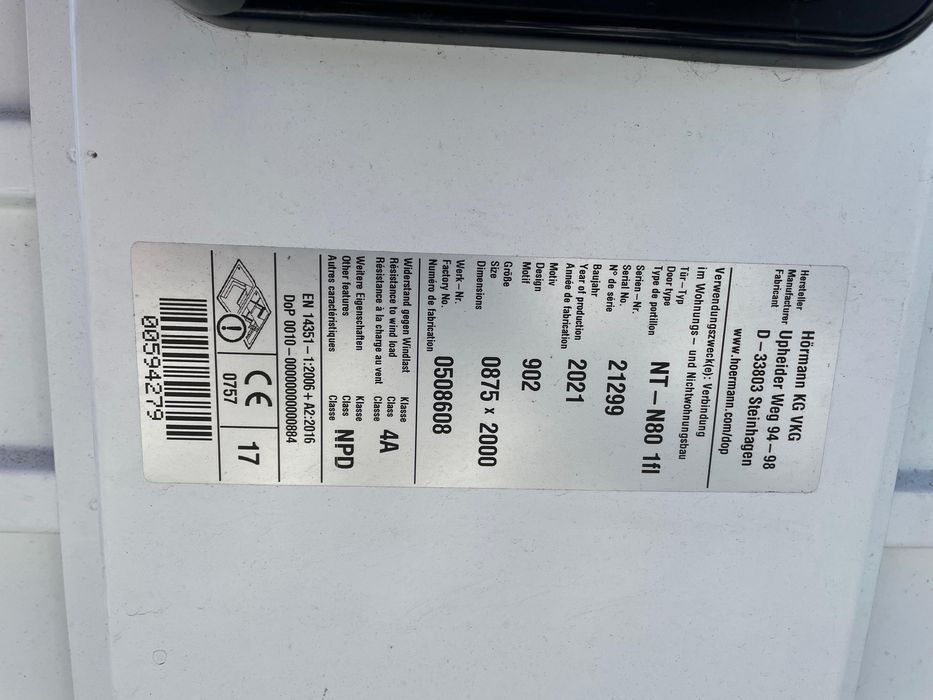 Hersteller
Manufacturer
Fabricant
Hörmann KG VKG
Upheider Weg 94-98
D-33803 Steinhagen
www.hoermann.com/dop
Verwendungszweck(e): Verbindung
im Wohnungs- und Nichtwohnungsbau
Tür-Typ
Door type
Type de portillon
NT-N80 1fl
Serien-Nr.
Serial No.
N° de série
21299
Baujahr
Year of production
Année de fabrication
2021
Motiv
Design
Motif
902
Größe
Size
Dimensions
0875 x 2000
Werk-Nr.
Factory No.
Numéro de fabrication
0508608
Widerstand gegen Windlast
Résistance to wind load
Résistance à la charge au vent
Klasse
Class
Classe
4A
Weitere Eigenschaften
Other features
Autres caractéristiques
Klasse
Class
Classe
NPD
EN 14351-1:2006 + A2:2016
DoP 0010-0000000000884
CE
0757
17
00594279